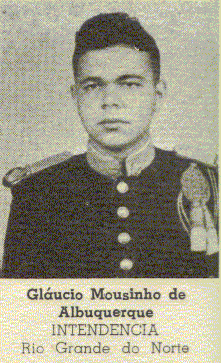 Gláucio Mousinho de
Albuquerque
INTENDENCIA
Rio Grande do Norte